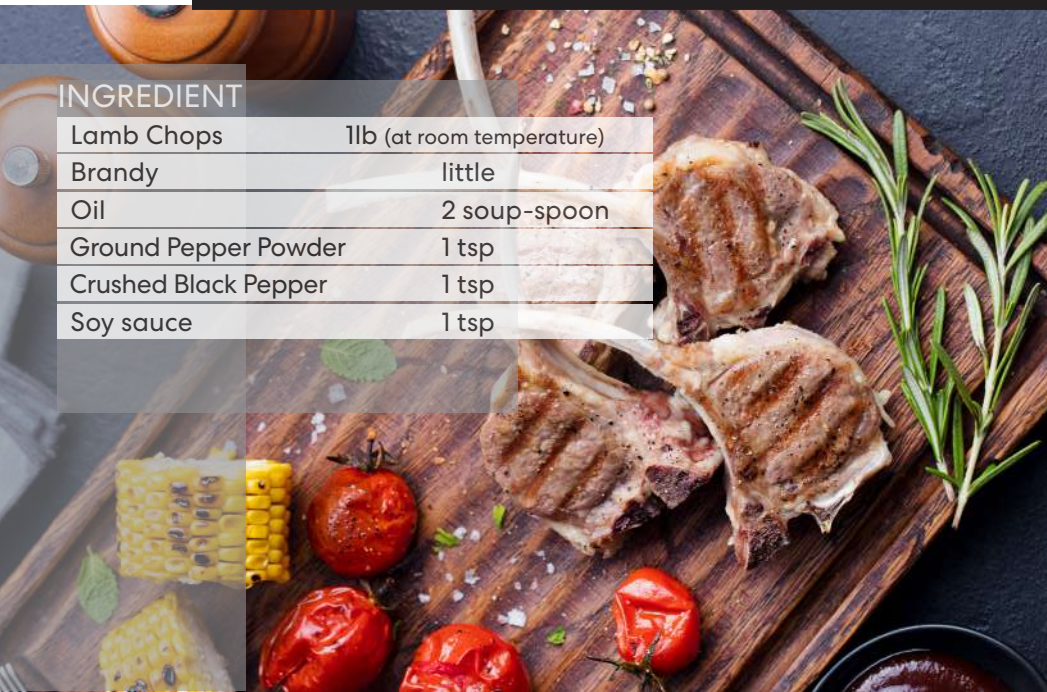 INGREDIENT
Lamb Chops 1lb (at room temperature)
Brandy little
Oil 2 soup-spoon
Ground Pepper Powder 1 tsp
Crushed Black Pepper 1 tsp
Soy sauce 1 tsp